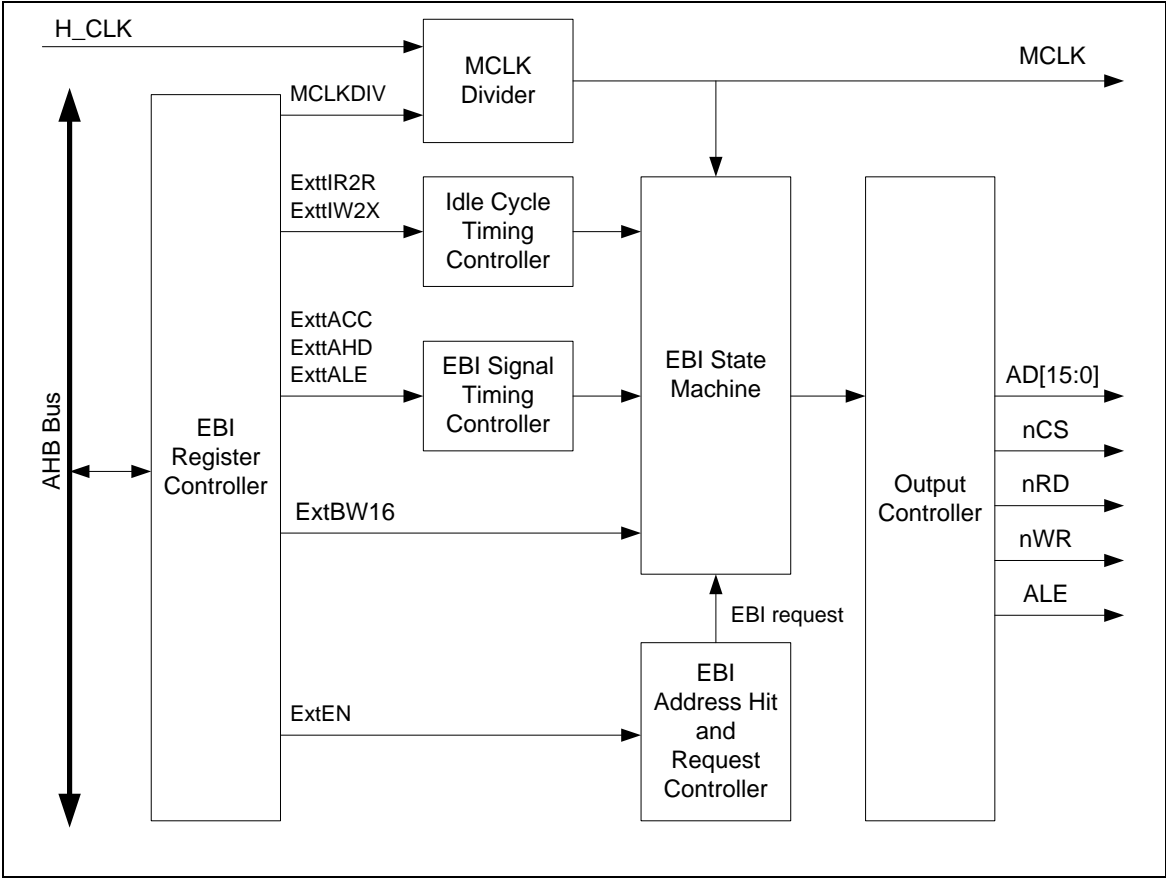 H_CLK
MCLK
Divider
MCLK
MCLKDIV
ExttIR2R
ExttIW2X
Idle Cycle
Timing
Controller
ExttACC
ExttAHD
ExttALE
EBI Signal
Timing
Controller
EBI State
Machine
AHB Bus
EBI
Register
Controller
ExtBW16
Output
Controller
AD[15:0]
nCS
nRD
nWR
ALE
EBI request
ExtEN
EBI
Address Hit
and
Request
Controller